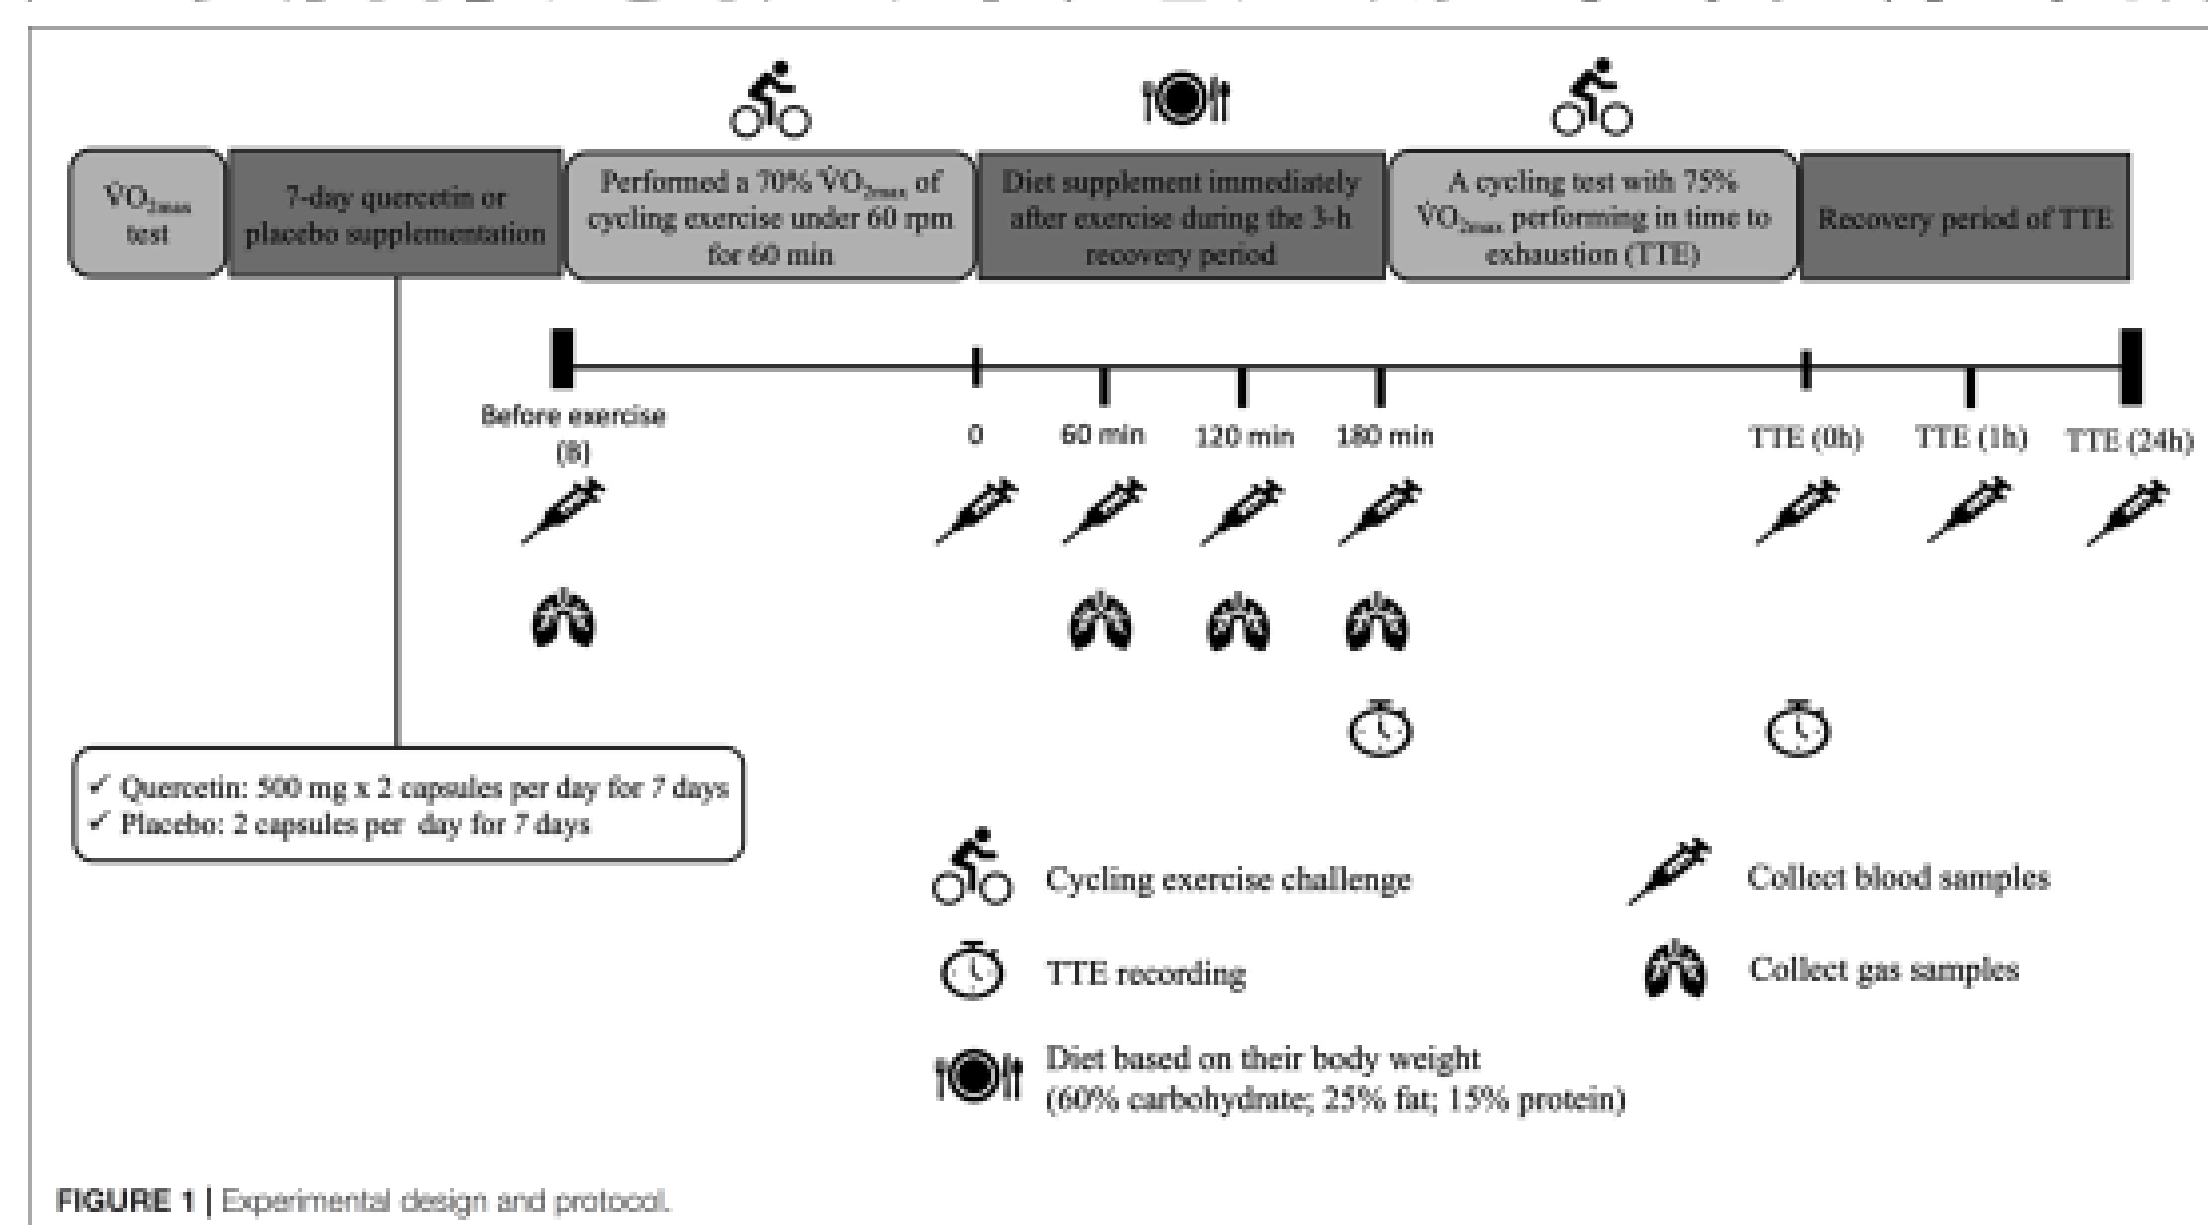 V̇O2max
test
7-day quercetin or
placebo supplementation
Performed a 70% V̇O2max of
cycling exercise under 60 rpm
for 60 min
Diet supplement immediately
after exercise during the 3-h
recovery period
A cycling test with 75%
V̇O2max performing in time to
exhaustion (TTE)
Recovery period of TTE
Before exercise
(B)
0
60 min
120 min
180 min
TTE (0h)
TTE (1h)
TTE (24h)
✓ Quercetin: 500 mg x 2 capsules per day for 7 days
✓ Placebo: 2 capsules per day for 7 days
Cycling exercise challenge
Collect blood samples
TTE recording
Collect gas samples
Diet based on their body weight
(60% carbohydrate; 25% fat; 15% protein)
FIGURE 1 | Experimental design and protocol.